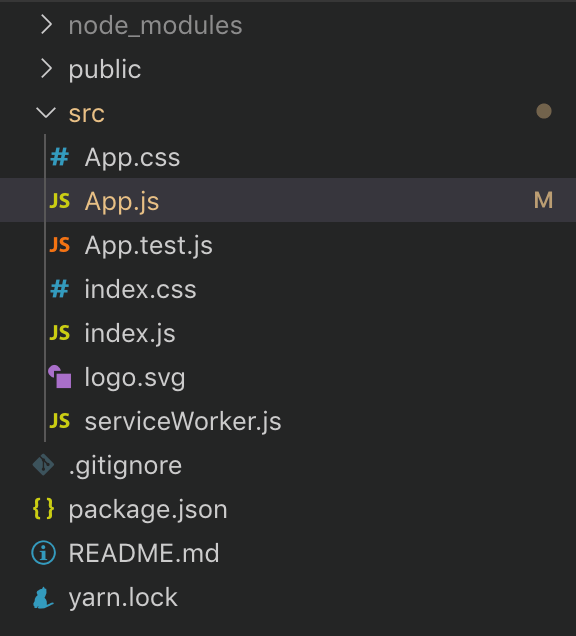 node_modules
public
src
# App.css
JS App.js M
JS App.test.js
# index.css
JS index.js
logo.svg
JS serviceWorker.js
.gitignore
{} package.json
README.md
yarn.lock